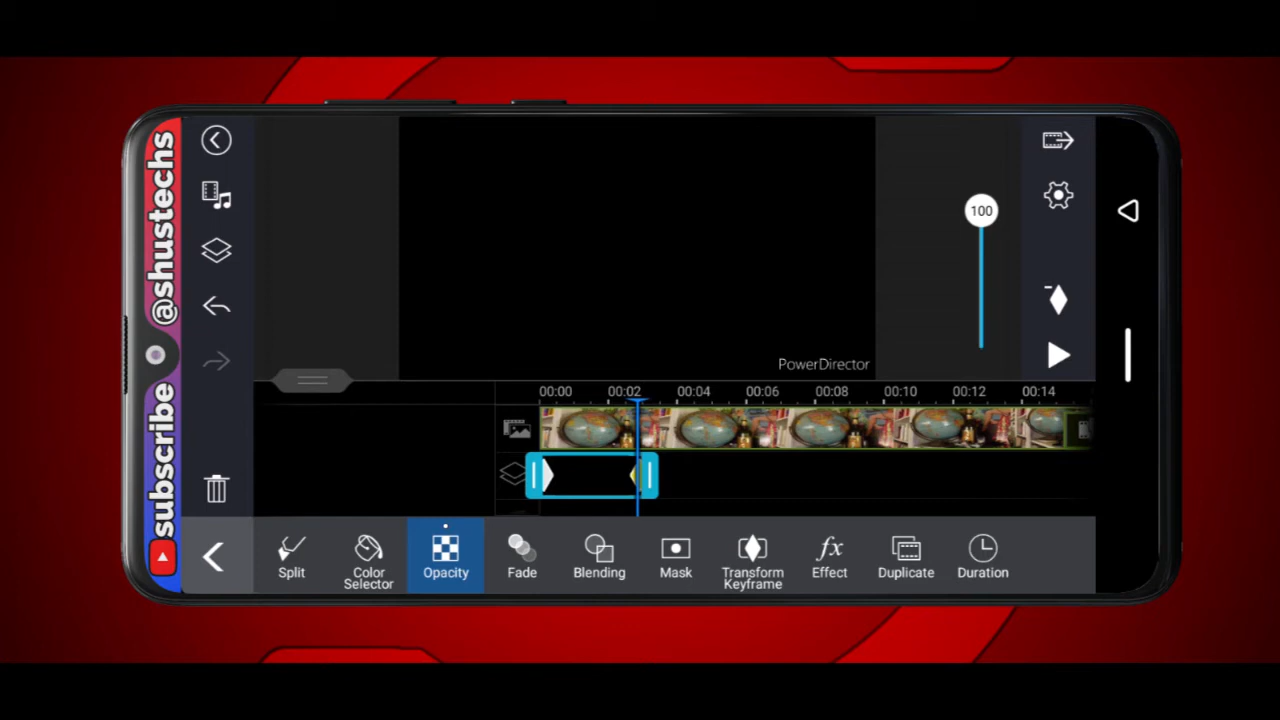 subscribe @shustechs
100
PowerDirector
00:00 00:02 00:04 00:06 00:08 00:10 00:12 00:14
Split
Color
Selector
Opacity
Fade
Blending
Mask
Transform
Keyframe
fx
Effect
Duplicate
Duration